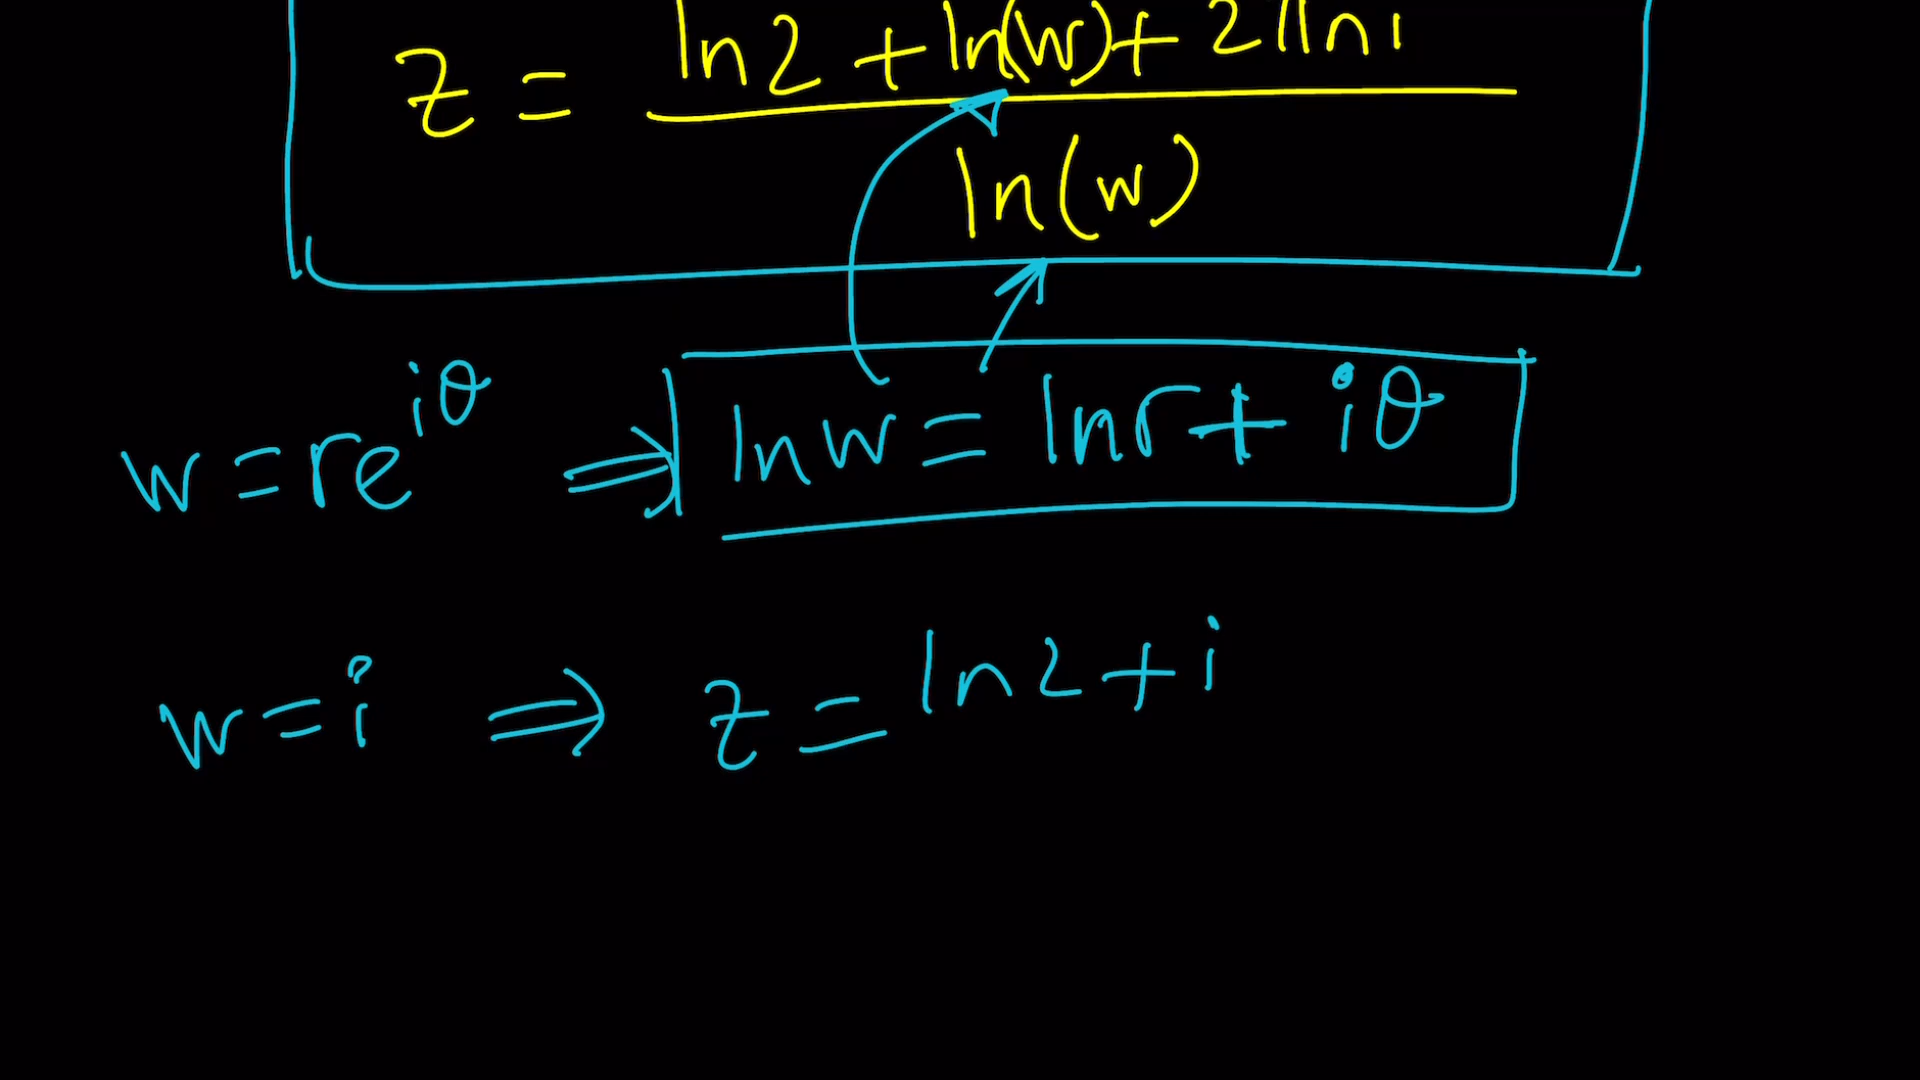 z = ln2 + ln(w) + 2πni
ln(w)
w = re^iθ ⇒ lnw = lnr + iθ
w = i ⇒ z = ln2 + i